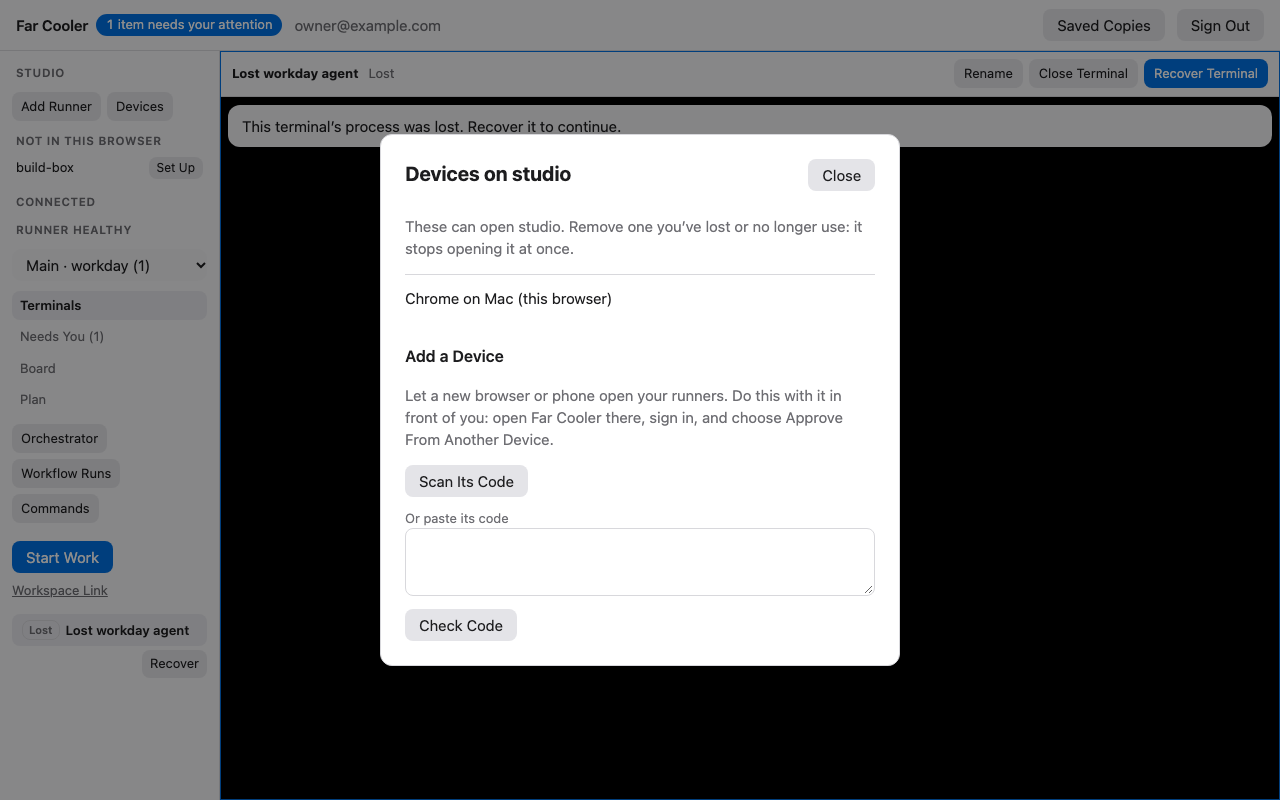 Far Cooler
1 item needs your attention
owner@example.com
Saved Copies
Sign Out
STUDIO
Add Runner
Devices
NOT IN THIS BROWSER
build-box
Set Up
CONNECTED
RUNNER HEALTHY
Main · workday (1)
Terminals
Needs You (1)
Board
Plan
Orchestrator
Workflow Runs
Commands
Start Work
Workspace Link
Lost
Lost workday agent
Recover
Lost workday agent
Lost
Rename
Close Terminal
Recover Terminal
This terminal’s process was lost. Recover it to continue.
Devices on studio
Close
These can open studio. Remove one you’ve lost or no longer use: it
stops opening it at once.
Chrome on Mac (this browser)
Add a Device
Let a new browser or phone open your runners. Do this with it in
front of you: open Far Cooler there, sign in, and choose Approve
From Another Device.
Scan Its Code
Or paste its code
Check Code